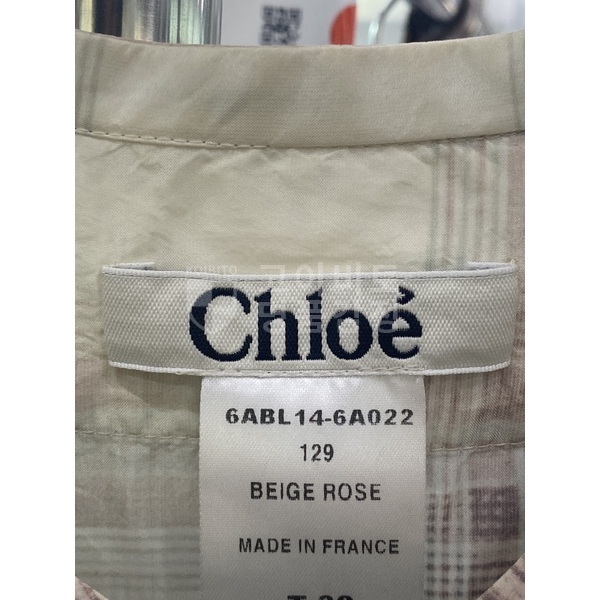 Chloé
6ABL14-6A022
129
BEIGE ROSE
MADE IN FRANCE